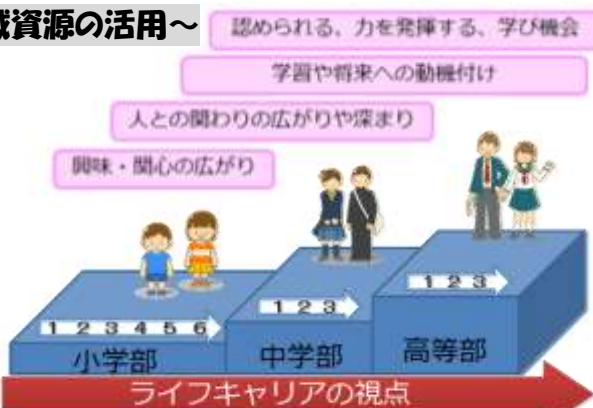 域資源の活用～
認められる、力を発揮する、学び機会
学習や将来への動機付け
人との関わりの広がりや深まり
興味・関心の広がり
1 2 3 4 5 6
1 2 3
1 2 3
小学部
中学部
高等部
ライフキャリアの視点